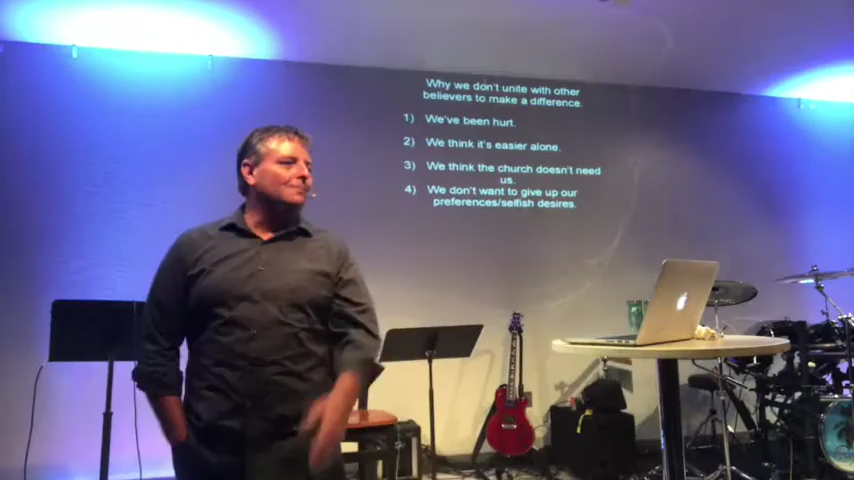 Why we don't unite with other
believers to make a difference.
1) We've been hurt.
2) We think it's easier alone.
3) We think the church doesn't need
us.
4) We don't want to give up our
preferences/selfish desires.